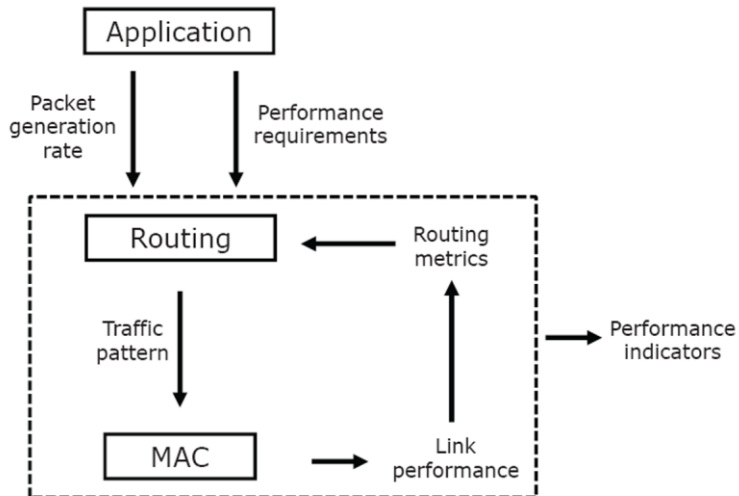 Application
Packet
generation
rate
Performance
requirements
Routing
Routing
metrics
Traffic
pattern
Performance
indicators
MAC
Link
performance